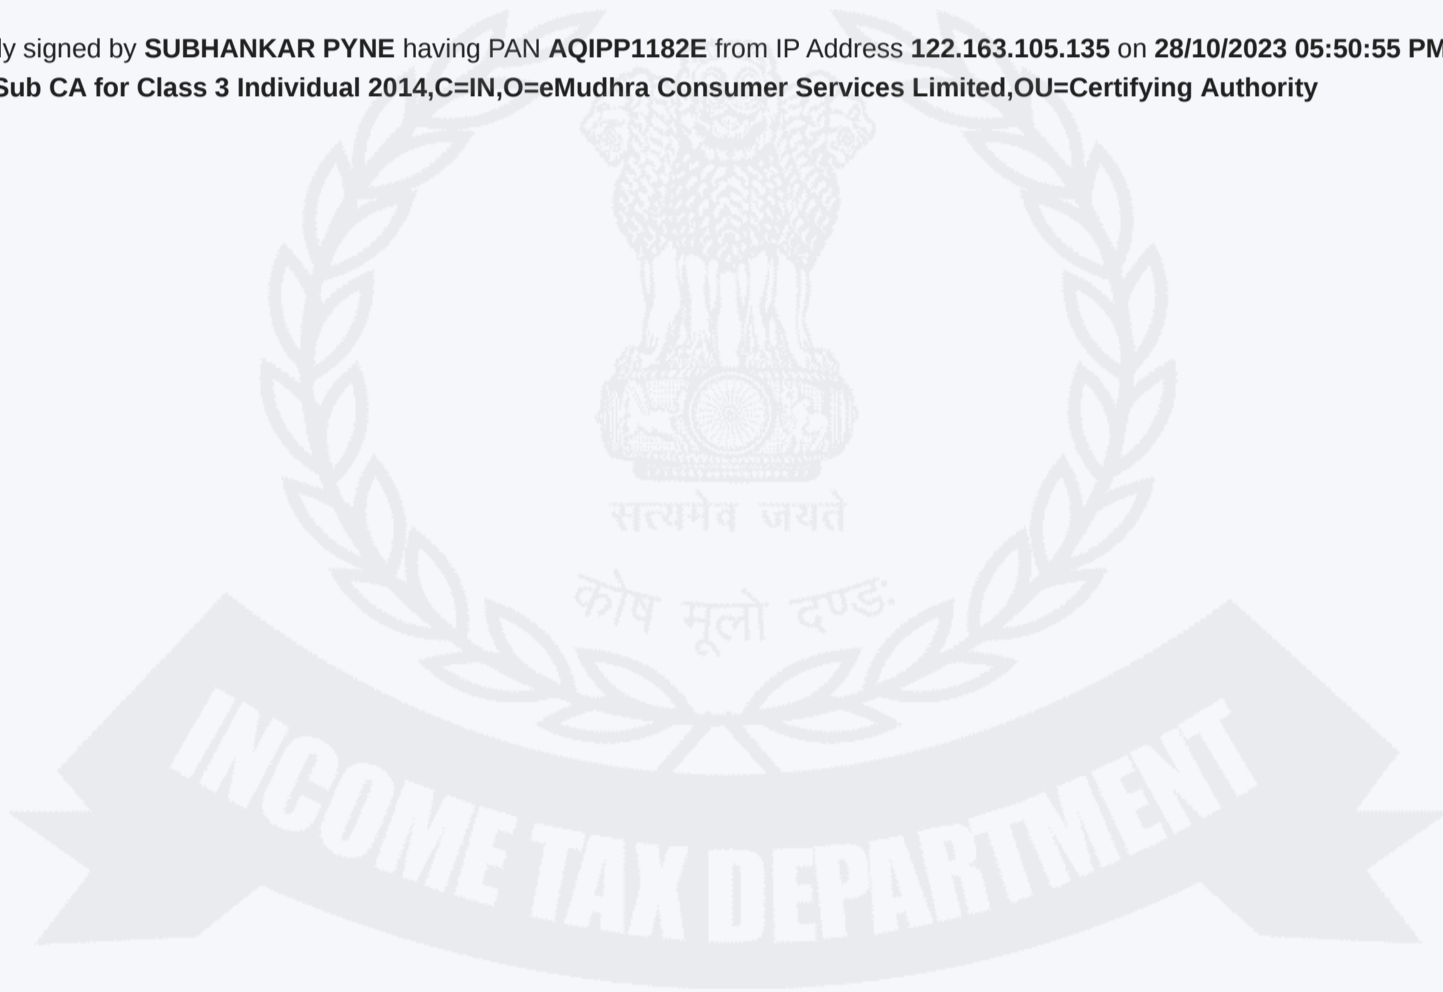 ly signed by SUBHANKAR PYNE having PAN AQIPP1182E from IP Address 122.163.105.135 on 28/10/2023 05:50:55 PM
Sub CA for Class 3 Individual 2014,C=IN,O=eMudhra Consumer Services Limited,OU=Certifying Authority
सत्यमेव जयते
कोष मूलो दण्डः
INCOME TAX DEPARTMENT